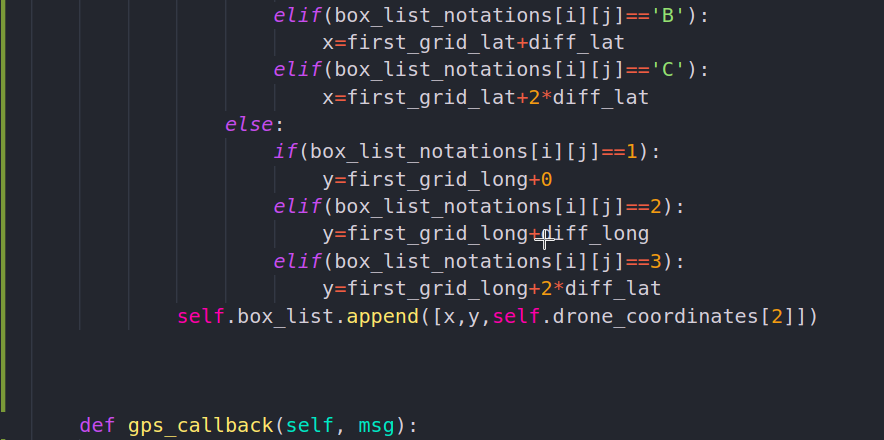 elif(box_list_notations[i][j]=='B'):
x=first_grid_lat+diff_lat
elif(box_list_notations[i][j]=='C'):
x=first_grid_lat+2*diff_lat
else:
if(box_list_notations[i][j]==1):
y=first_grid_long+0
elif(box_list_notations[i][j]==2):
y=first_grid_long+diff_long
elif(box_list_notations[i][j]==3):
y=first_grid_long+2*diff_lat
self.box_list.append([x,y,self.drone_coordinates[2]])
def gps_callback(self, msg):